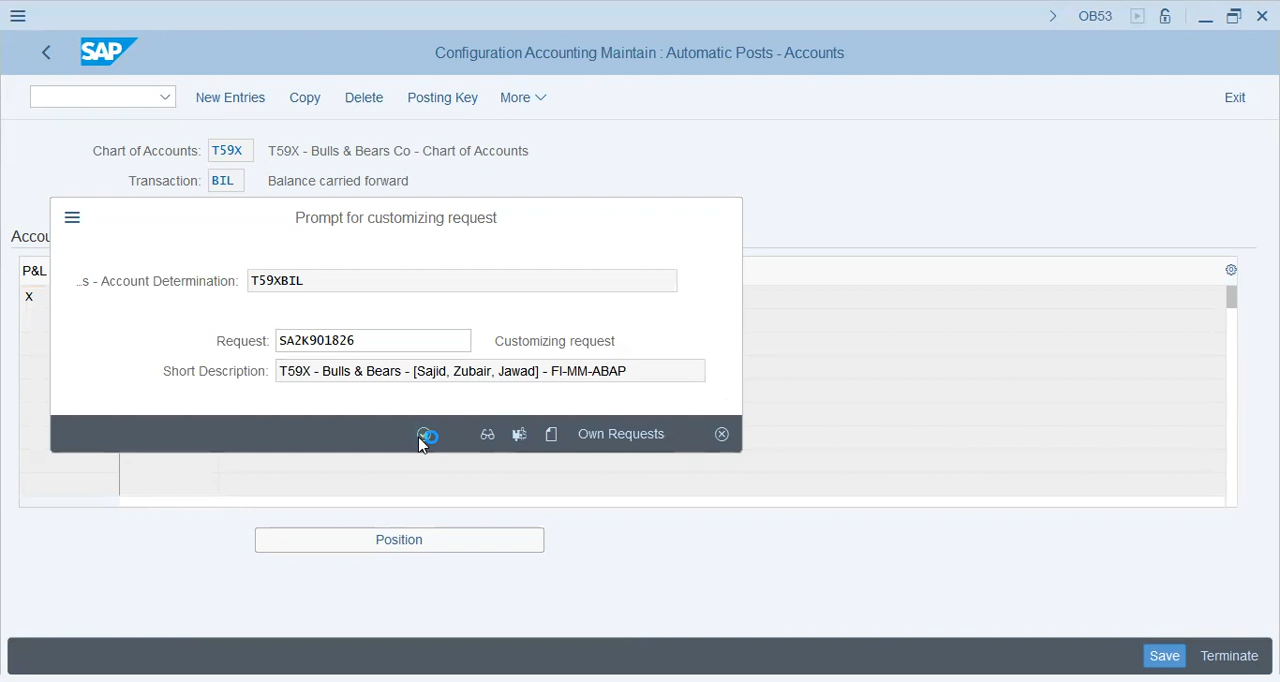 OB53
SAP
Configuration Accounting Maintain : Automatic Posts - Accounts
New Entries Copy Delete Posting Key More Exit
Chart of Accounts: T59X T59X - Bulls & Bears Co - Chart of Accounts
Transaction: BIL Balance carried forward
Prompt for customizing request
Accou
P&L
…s - Account Determination: T59XBIL
X
Request: SA2K901826 Customizing request
Short Description: T59X - Bulls & Bears - [Sajid, Zubair, Jawad] - FI-MM-ABAP
Own Requests
Position
Save Terminate